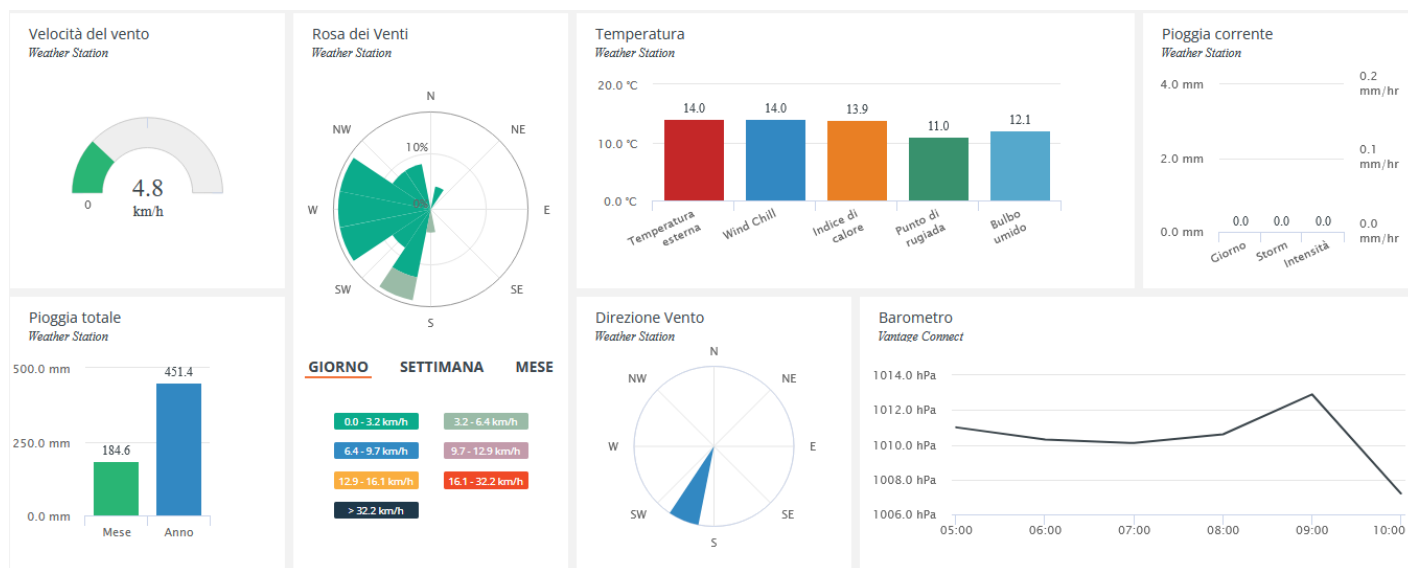 Velocità del vento
Weather Station
0
4.8
km/h
Rosa dei Venti
Weather Station
N
NW
NE
10%
W
0%
E
SW
SE
S
GIORNO SETTIMANA MESE
0.0 - 3.2 km/h 3.2 - 6.4 km/h
6.4 - 9.7 km/h 9.7 - 12.9 km/h
12.9 - 16.1 km/h 16.1 - 32.2 km/h
> 32.2 km/h
Temperatura
Weather Station
20.0 °C
10.0 °C
0.0 °C
14.0 14.0 13.9 11.0 12.1
Temperatura
esterna
Wind Chill
Indice di
calore
Punto di
rugiada
Bulbo
umido
Pioggia corrente
Weather Station
4.0 mm
2.0 mm
0.0 mm
0.2
mm/hr
0.1
mm/hr
0.0
mm/hr
0.0 0.0 0.0
Giorno
Storm
Intensità
Pioggia totale
Weather Station
500.0 mm
250.0 mm
0.0 mm
184.6
451.4
Mese Anno
Direzione Vento
Weather Station
N
NW
NE
W
E
SW
SE
S
Barometro
Vantage Connect
1014.0 hPa
1012.0 hPa
1010.0 hPa
1008.0 hPa
1006.0 hPa
05:00 06:00 07:00 08:00 09:00 10:00